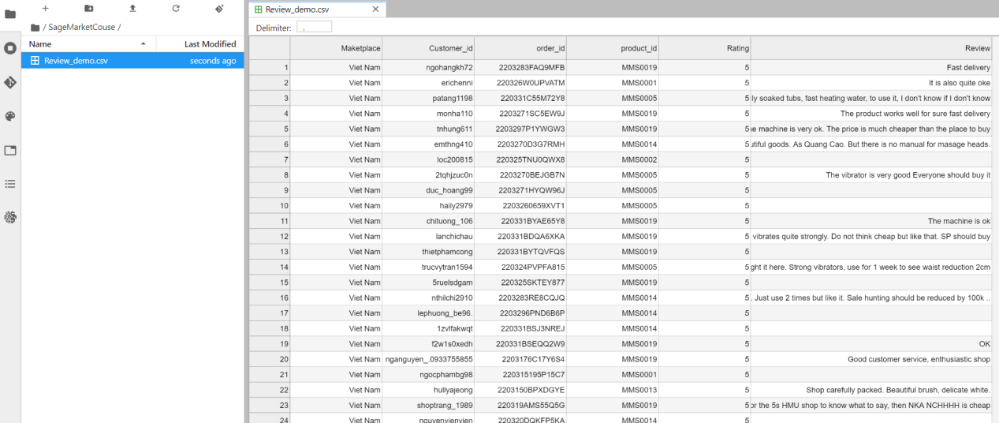 Review_demo.csv
/ SageMarketCouse /
Delimiter: ,
Name Last Modified
Review_demo.csv seconds ago
Marketplace Customer_id order_id product_id Rating Review
1 Viet Nam ngohangkh72 2203283FAQ9MFB MMS0019 5 Fast delivery
2 Viet Nam erichenni 220326W0UPVATM MMS0001 5 It is also quite oke
3 Viet Nam patang1198 220331C55M72Y8 MMS0005 5 ly soaked tubs, fast heating water, to use it, I don't know if I don't know
4 Viet Nam monha110 2203271SC5EW9J MMS0019 5 The product works well for sure fast delivery
5 Viet Nam tnhung611 2203297P1YWGW3 MMS0019 5 machine is very ok. The price is much cheaper than the place to buy
6 Viet Nam emthng410 2203270D3G7RMH MMS0014 5 utiful goods. As Quang Cao. But there is no manual for masage heads.
7 Viet Nam loc200815 220325TNU0QWX8 MMS0002 5
8 Viet Nam 2tqhjzuc0n 2203270BEJGB7N MMS0005 5 The vibrator is very good Everyone should buy it
9 Viet Nam duc_hoang99 2203271HYQW96J MMS0005 5
10 Viet Nam haily2979 2203260659XVT1 MMS0005 5
11 Viet Nam chituong_106 220331BYAE65Y8 MMS0019 5 The machine is ok
12 Viet Nam lanchichau 220331BDQA6XKA MMS0019 5 vibrates quite strongly. Do not think cheap but like that. SP should buy
13 Viet Nam thietphamcong 220331BYTQVFQS MMS0019 5
14 Viet Nam trucvytran1594 220324PVPFA815 MMS0005 5 ght it here. Strong vibrators, use for 1 week to see waist reduction 2cm
15 Viet Nam 5ruelsdgam 220325SKTEY877 MMS0019 5
16 Viet Nam nthilchi2910 2203283RE8CQJQ MMS0014 5 . Just use 2 times but like it. Sale hunting should be reduced by 100k ..
17 Viet Nam lephuong_be96. 2203296PND6B6P MMS0014 5
18 Viet Nam 1zvlfakwqt 220331BSJ3NREJ MMS0014 5
19 Viet Nam f2w1s0xedh 220331BSEQQ2W9 MMS0019 5 OK
20 Viet Nam nganguyen_.0933755855 2203176C17Y6S4 MMS0019 5 Good customer service, enthusiastic shop
21 Viet Nam ngocphambg98 220315195P15C7 MMS0001 5
22 Viet Nam hullyajeong 2203150BPXDGYE MMS0013 5 Shop carefully packed. Beautiful brush, delicate white.
23 Viet Nam shoptrang_1989 220319AMS55Q5G MMS0019 5 or the 5s HMU shop to know what to say, then NKA NCHHHH is cheap
24 Viet Nam nguyenvienvien 220320DQKFP5KA MMS0014 5